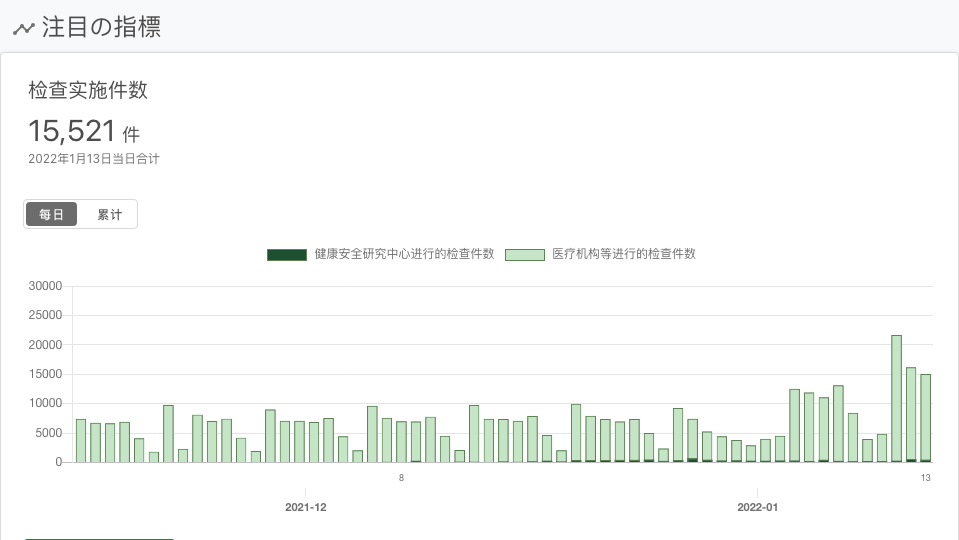 注目の指標
检查实施件数
15,521 件
2022年1月13日当日合计
每日 累计
健康安全研究中心进行的检查件数 医疗机构等进行的检查件数
30000
25000
20000
15000
10000
5000
0
8 13
2021-12 2022-01